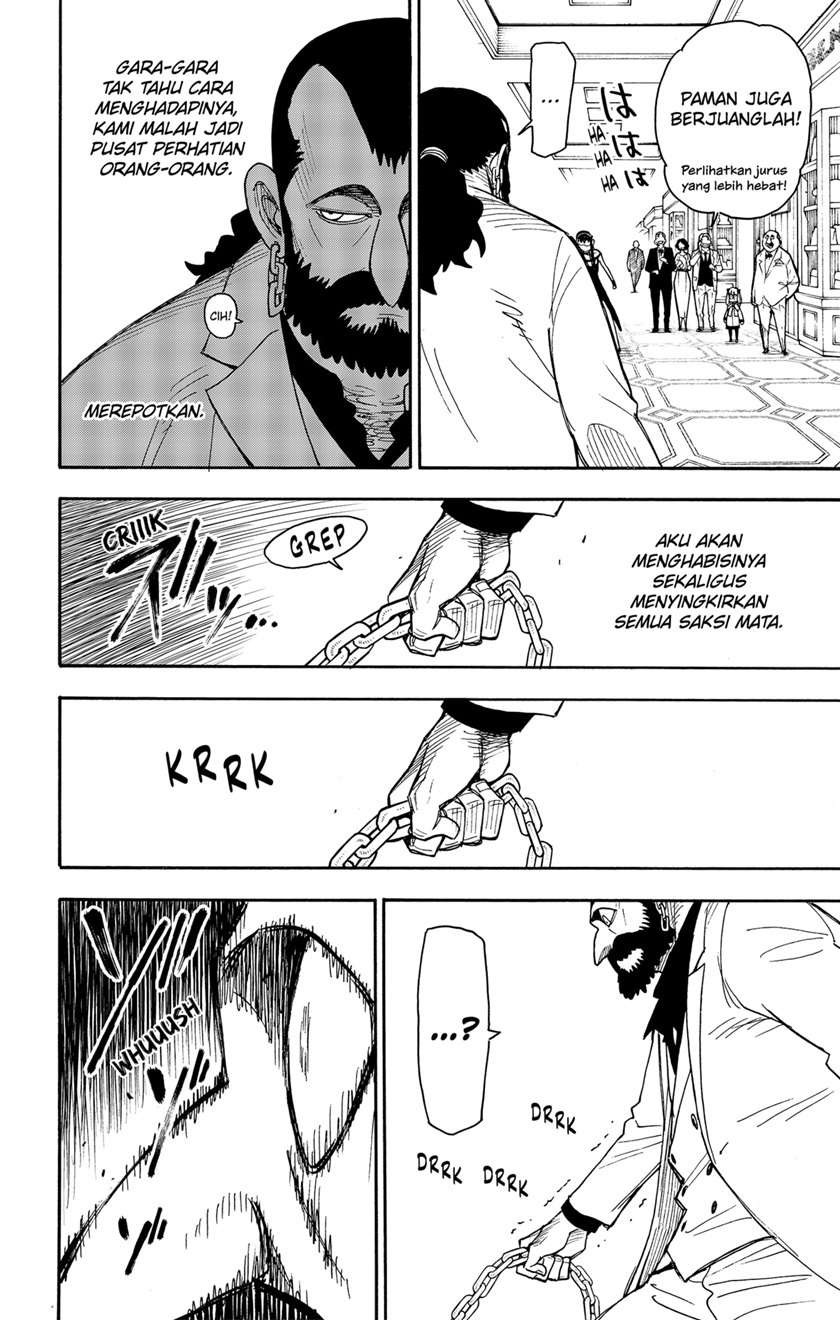 PAMAN JUGA
BERJUANGLAH!
Perlihatkan jurus
yang lebih hebat!
...
は
は
は
HA
HA
HA
GARA-GARA
TAK TAHU CARA
MENGHADAPINYA,
KAMI MALAH JADI
PUSAT PERHATIAN
ORANG-ORANG.
CIH!
MEREPOTKAN.
AKU AKAN
MENGHABISINYA
SEKALIGUS
MENYINGKIRKAN
SEMUA SAKSI MATA.
GREP
CRIIIK
ズッ...
KRRK
...?
DRRK
DRRK DRRK
WHUUUSH